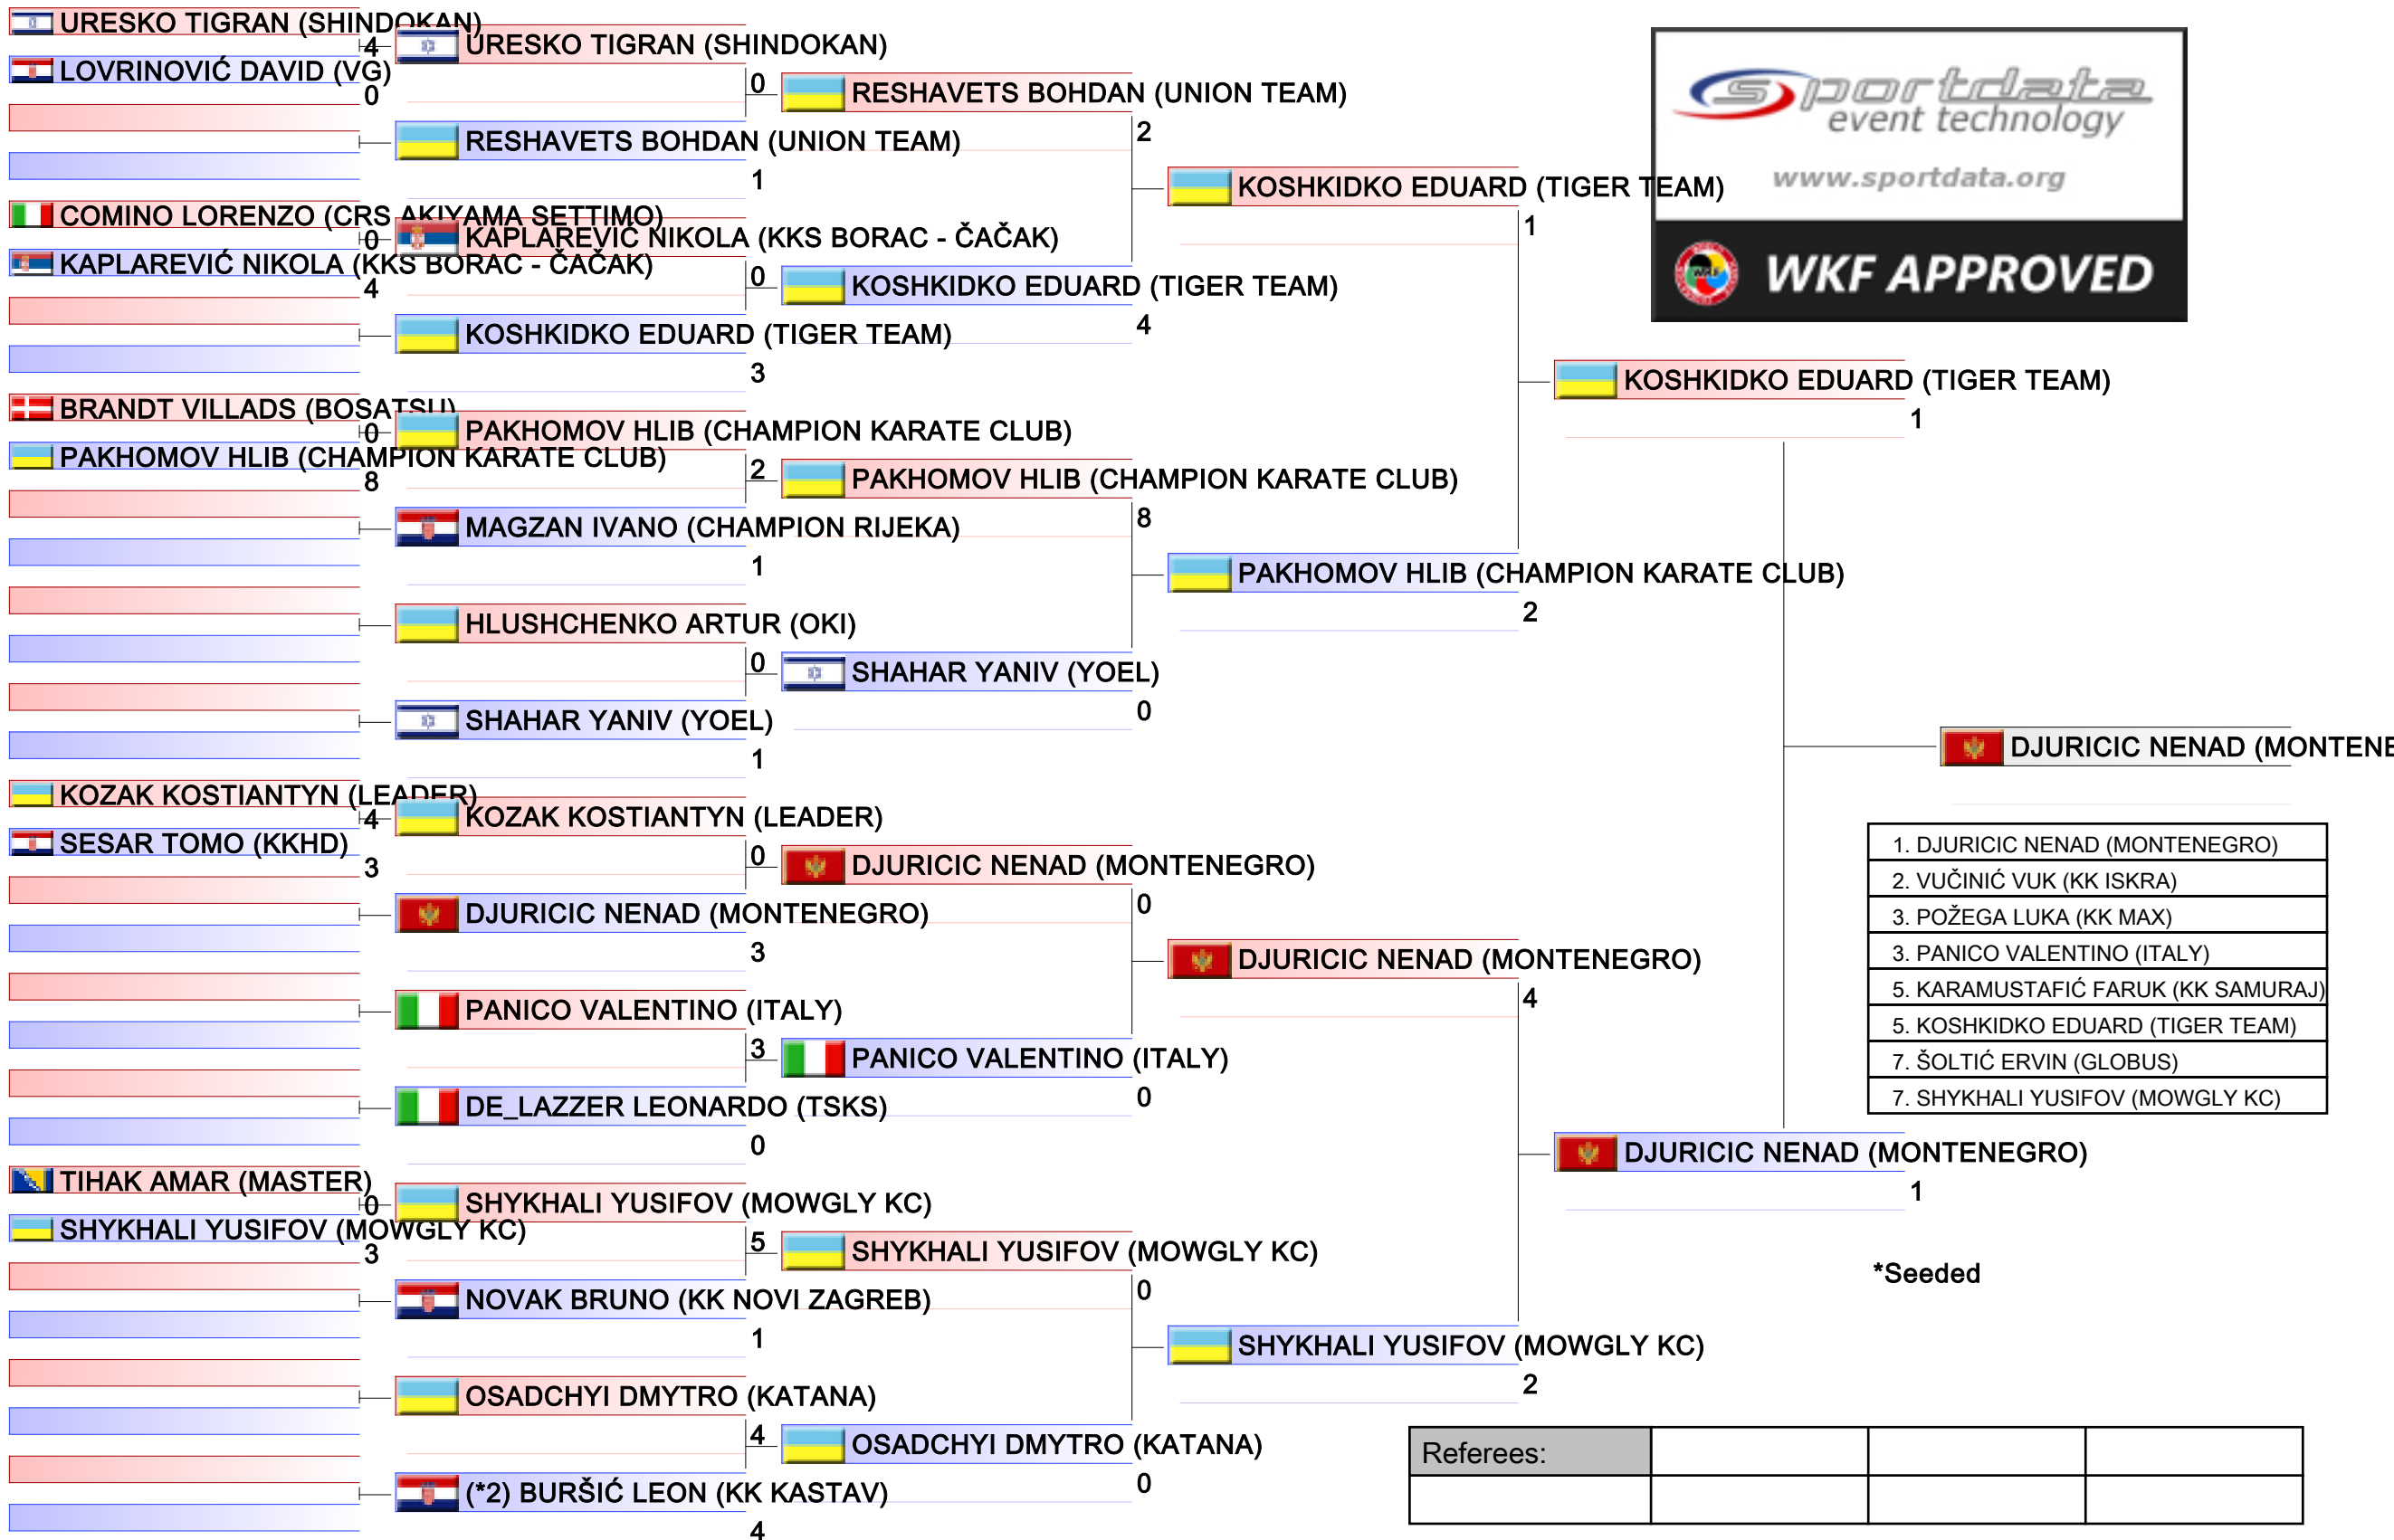 URESKO TIGRAN (SHINDOKAN)
4
LOVRINOVIĆ DAVID (VG)
0
COMINO LORENZO (CRS AKIYAMA SETTIMO)
0
KAPLAREVIĆ NIKOLA (KKS BORAC - ČAČAK)
4
BRANDT VILLADS (BOSATSU)
0
PAKHOMOV HLIB (CHAMPION KARATE CLUB)
8
KOZAK KOSTIANTYN (LEADER)
4
SESAR TOMO (KKHD)
3
TIHAK AMAR (MASTER)
0
SHYKHALI YUSIFOV (MOWGLY KC)
3
URESKO TIGRAN (SHINDOKAN)
0
RESHAVETS BOHDAN (UNION TEAM)
1
KAPLAREVIĆ NIKOLA (KKS BORAC - ČAČAK)
0
KOSHKIDKO EDUARD (TIGER TEAM)
3
PAKHOMOV HLIB (CHAMPION KARATE CLUB)
2
MAGZAN IVANO (CHAMPION RIJEKA)
1
HLUSHCHENKO ARTUR (OKI)
0
SHAHAR YANIV (YOEL)
1
KOZAK KOSTIANTYN (LEADER)
0
DJURICIC NENAD (MONTENEGRO)
3
PANICO VALENTINO (ITALY)
3
DE_LAZZER LEONARDO (TSKS)
0
SHYKHALI YUSIFOV (MOWGLY KC)
5
NOVAK BRUNO (KK NOVI ZAGREB)
1
OSADCHYI DMYTRO (KATANA)
4
(*2) BURŠIĆ LEON (KK KASTAV)
4
RESHAVETS BOHDAN (UNION TEAM)
2
KOSHKIDKO EDUARD (TIGER TEAM)
4
PAKHOMOV HLIB (CHAMPION KARATE CLUB)
8
SHAHAR YANIV (YOEL)
0
DJURICIC NENAD (MONTENEGRO)
0
PANICO VALENTINO (ITALY)
0
SHYKHALI YUSIFOV (MOWGLY KC)
0
OSADCHYI DMYTRO (KATANA)
0
KOSHKIDKO EDUARD (TIGER TEAM)
1
PAKHOMOV HLIB (CHAMPION KARATE CLUB)
2
DJURICIC NENAD (MONTENEGRO)
4
SHYKHALI YUSIFOV (MOWGLY KC)
2
KOSHKIDKO EDUARD (TIGER TEAM)
1
DJURICIC NENAD (MONTENEGRO)
1
DJURICIC NENAD (MONTENE
sportdata
event technology
www.sportdata.org
WKF
WKF APPROVED
1. DJURICIC NENAD (MONTENEGRO)
2. VUČINIĆ VUK (KK ISKRA)
3. POŽEGA LUKA (KK MAX)
3. PANICO VALENTINO (ITALY)
5. KARAMUSTAFIĆ FARUK (KK SAMURAJ)
5. KOSHKIDKO EDUARD (TIGER TEAM)
7. ŠOLTIĆ ERVIN (GLOBUS)
7. SHYKHALI YUSIFOV (MOWGLY KC)
*Seeded
Referees: